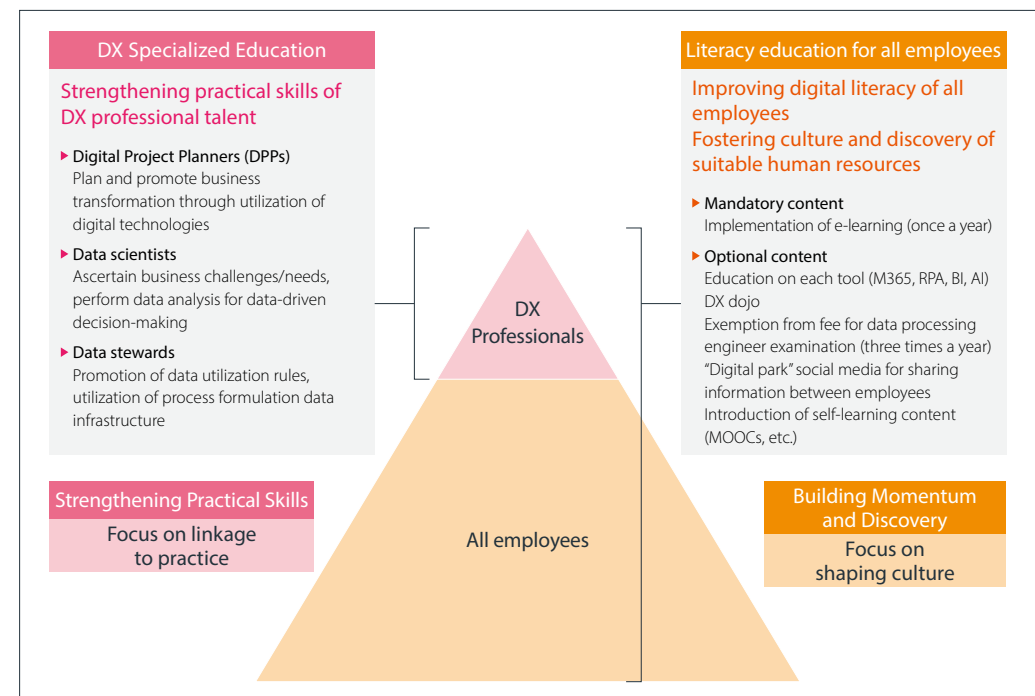 DX Specialized Education
Strengthening practical skills of
DX professional talent
Digital Project Planners (DPPs)
Plan and promote business
transformation through utilization of
digital technologies
Data scientists
Ascertain business challenges/needs,
perform data analysis for data-driven
decision-making
Data stewards
Promotion of data utilization rules,
utilization of process formulation data
infrastructure
Strengthening Practical Skills
Focus on linkage
to practice
DX
Professionals
All employees
Literacy education for all employees
Improving digital literacy of all
employees
Fostering culture and discovery of
suitable human resources
Mandatory content
Implementation of e-learning (once a year)
Optional content
Education on each tool (M365, RPA, BI, AI)
DX dojo
Exemption from fee for data processing
engineer examination (three times a year)
“Digital park” social media for sharing
information between employees
Introduction of self-learning content
(MOOCs, etc.)
Building Momentum
and Discovery
Focus on
shaping culture